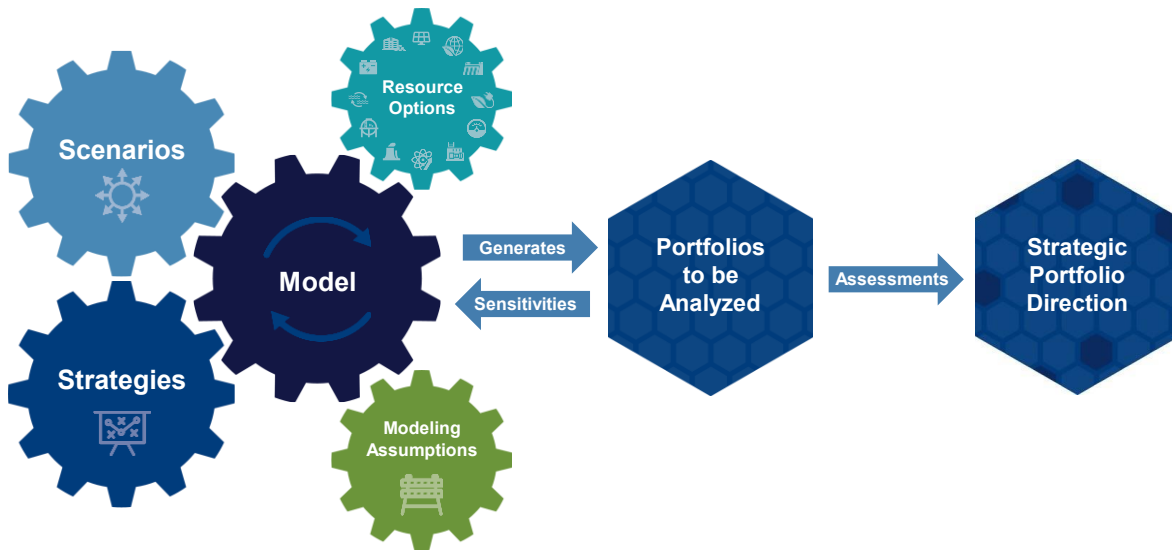 Scenarios
Resource
Options
Model
Strategies
Modeling
Assumptions
Generates
Sensitivities
Portfolios
to be
Analyzed
Assessments
Strategic
Portfolio
Direction